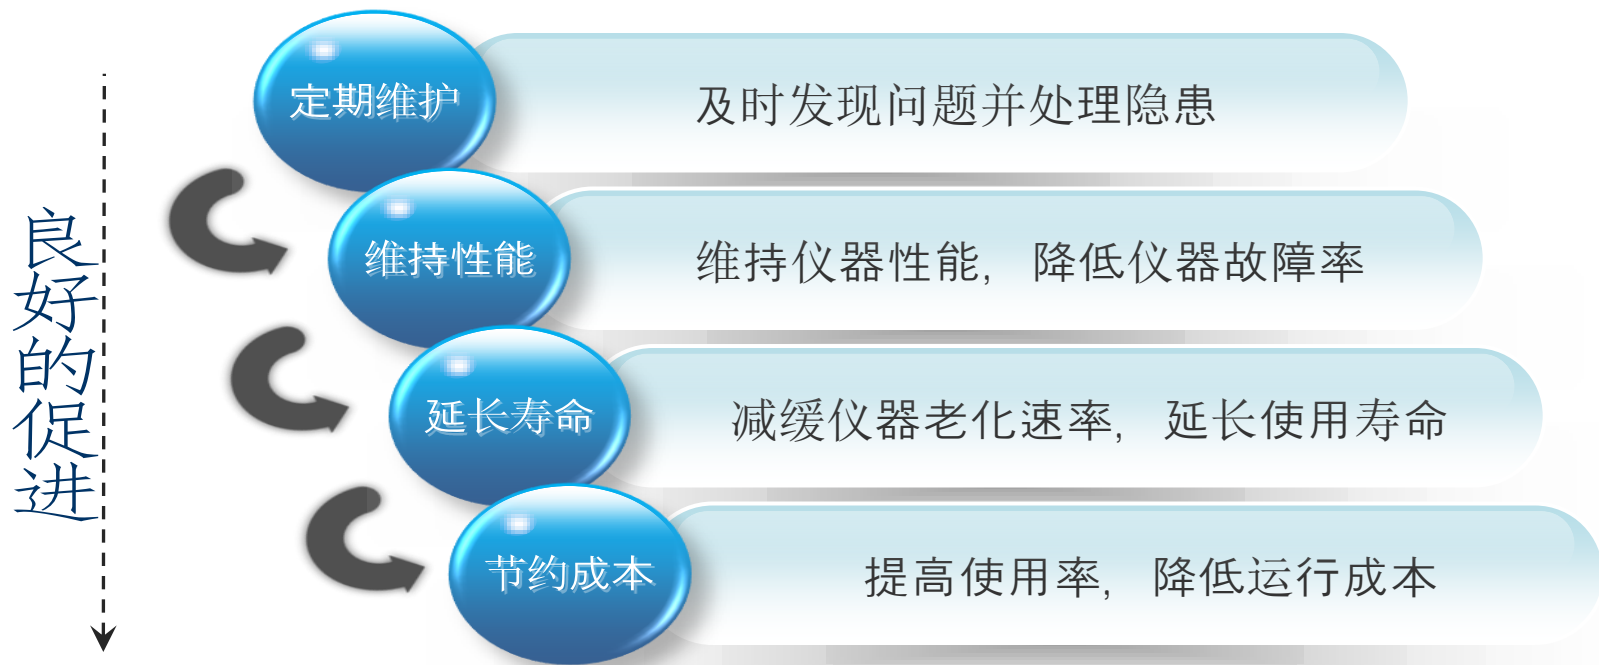 良好的促进
定期维护
及时发现问题并处理隐患
维持性能
维持仪器性能，降低仪器故障率
延长寿命
减缓仪器老化速率，延长使用寿命
节约成本
提高使用率，降低运行成本